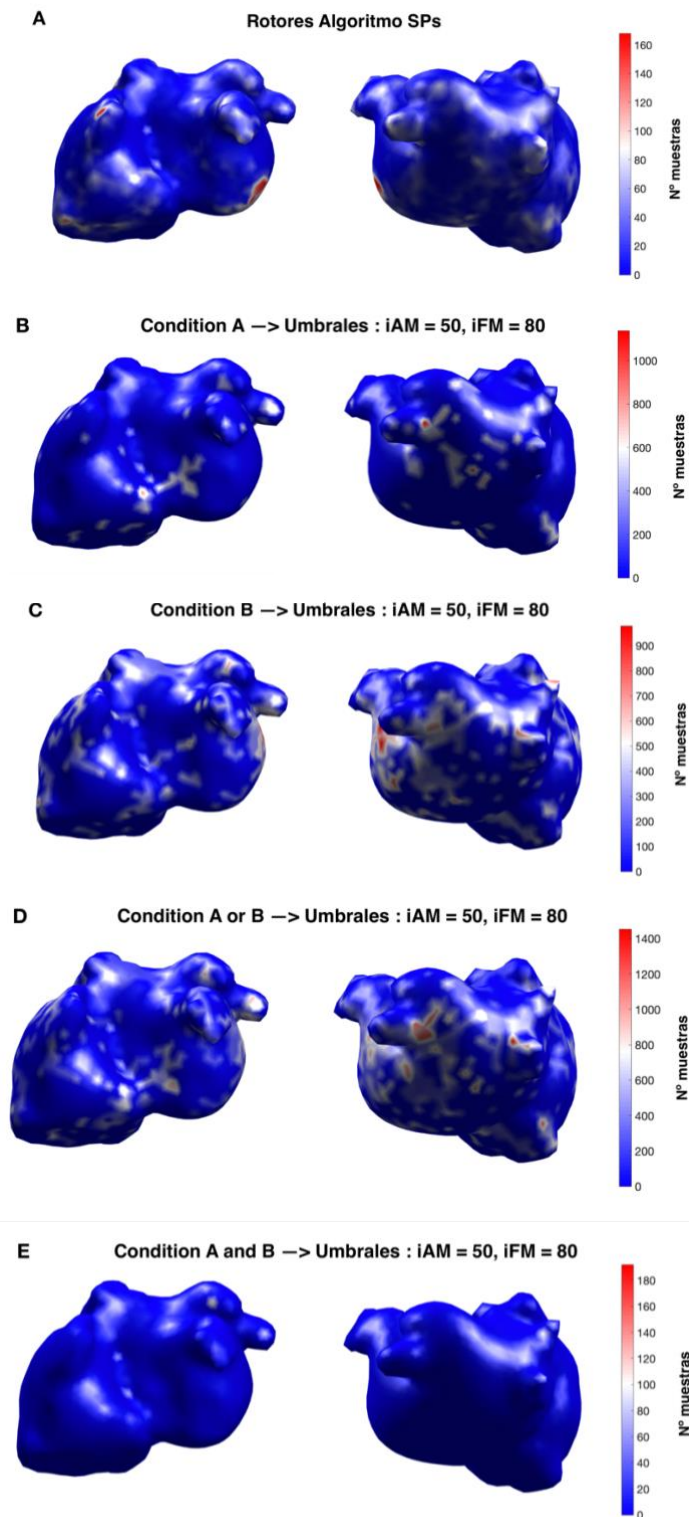 A
Rotores Algoritmo SPs
160
140
120
100
80
60
40
20
0
Nº muestras
B
Condition A —> Umbrales : iAM = 50, iFM = 80
1000
800
600
400
200
0
Nº muestras
C
Condition B —> Umbrales : iAM = 50, iFM = 80
900
800
700
600
500
400
300
200
100
0
Nº muestras
D
Condition A or B —> Umbrales : iAM = 50, iFM = 80
1400
1200
1000
800
600
400
200
0
Nº muestras
E
Condition A and B —> Umbrales : iAM = 50, iFM = 80
180
160
140
120
100
80
60
40
20
0
Nº muestras